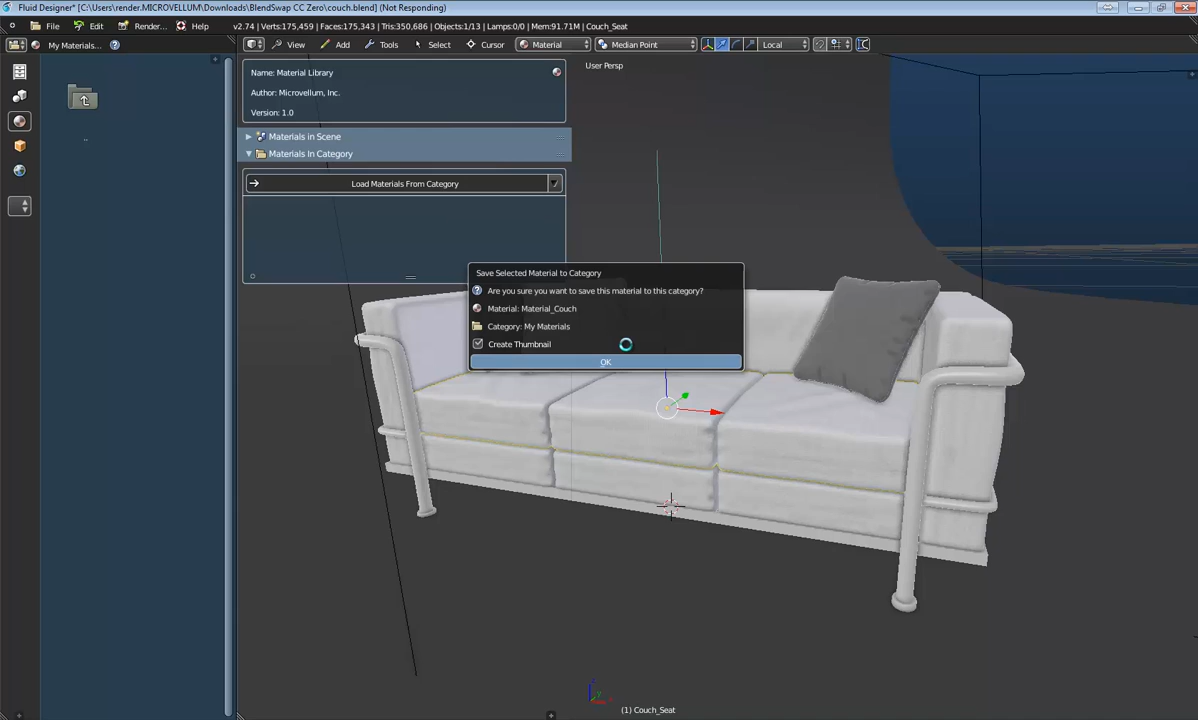 Fluid Designer* [C:\Users\render.MICROVELLUM\Downloads\BlendSwap CC Zero\couch.blend] (Not Responding)
File Edit Render... Help v2.74 | Verts:175,459 | Faces:175,343 | Tris:350,686 | Objects:1/13 | Lamps:0/0 | Mem:91.71M | Couch_Seat
My Materials... View Add Tools Select Cursor Material Median Point Local
Name: Material Library
User Persp
Author: Microvellum, Inc.
Version: 1.0
Materials in Scene
..
Materials In Category
Load Materials From Category
Save Selected Material to Category
Are you sure you want to save this material to this category?
Material: Material_Couch
Category: My Materials
Create Thumbnail
OK
(1) Couch_Seat